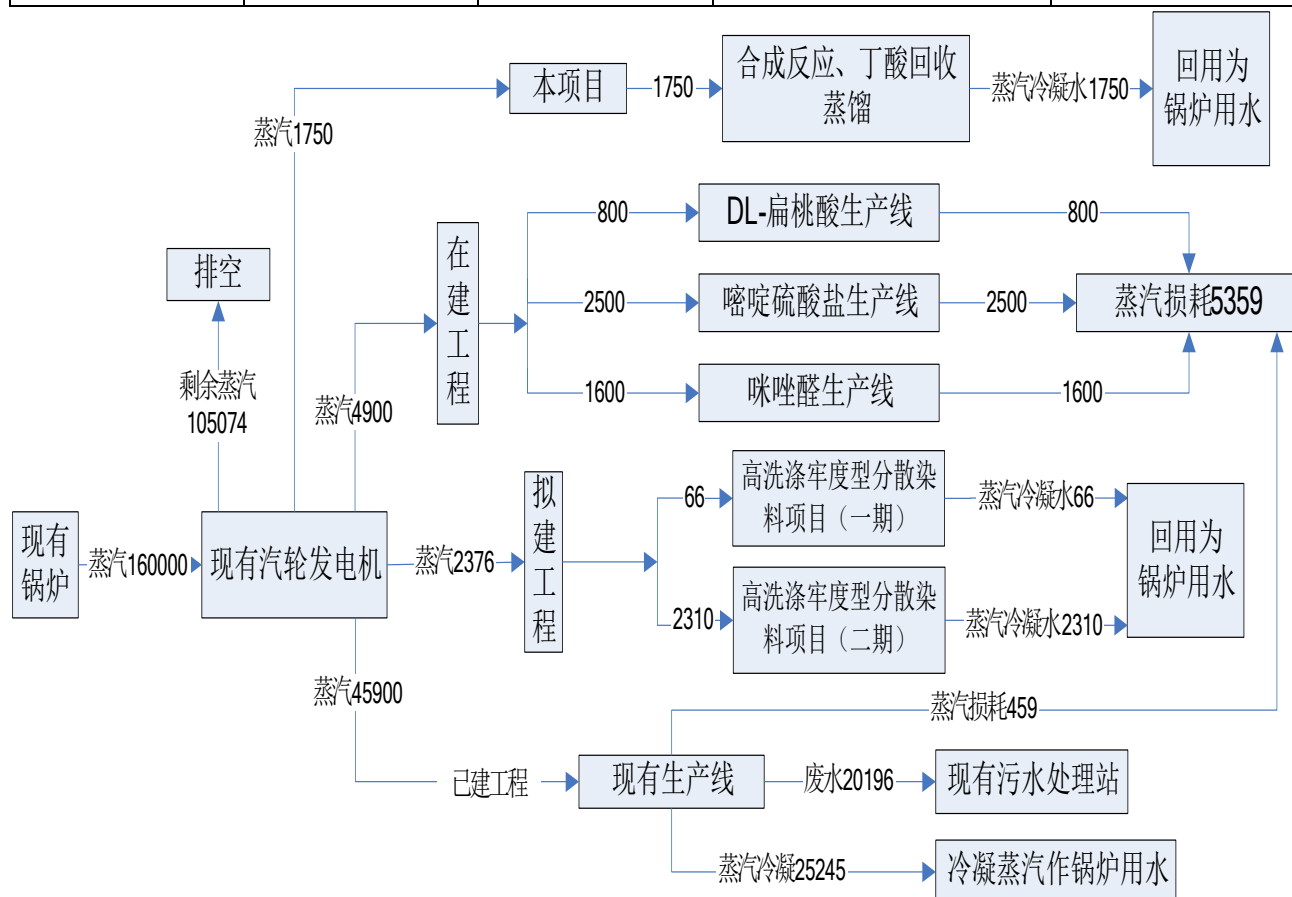 本项目
1750
合成反应、丁酸回收
蒸馏
蒸汽冷凝水1750
回用为
锅炉用水
蒸汽1750
800
DL-扁桃酸生产线
800
排空
在
建
工
程
2500
嘧啶硫酸盐生产线
2500
蒸汽损耗5359
剩余蒸汽
105074
蒸汽4900
1600
咪唑醛生产线
1600
现有
锅炉
蒸汽160000
现有汽轮发电机
蒸汽2376
拟
建
工
程
66
高洗涤牢度型分散染
料项目（一期）
蒸汽冷凝水66
回用为
锅炉用水
2310
高洗涤牢度型分散染
料项目（二期）
蒸汽冷凝水2310
蒸汽45900
蒸汽损耗459
已建工程
现有生产线
废水20196
现有污水处理站
蒸汽冷凝25245
冷凝蒸汽作锅炉用水